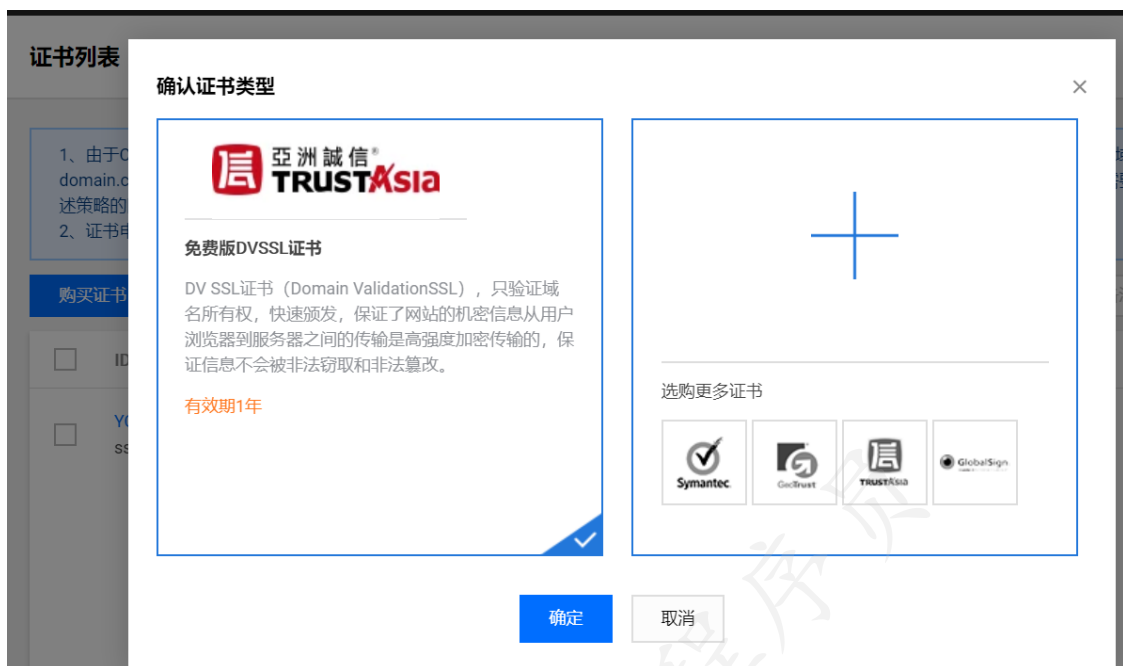 证书列表
确认证书类型
1、由于C
domain.c
述策略的
2、证书申
购买证书
ID
亞洲誠信®
TRUSTASIA
免费版DVSSL证书
DV SSL证书（Domain ValidationSSL），只验证域
名所有权，快速颁发，保证了网站的机密信息从用户
浏览器到服务器之间的传输是高强度加密传输的，保
证信息不会被非法窃取和非法篡改。
有效期1年
选购更多证书
Symantec.
GeoTrust
TRUSTASIA
GlobalSign.
确定
取消
程序员